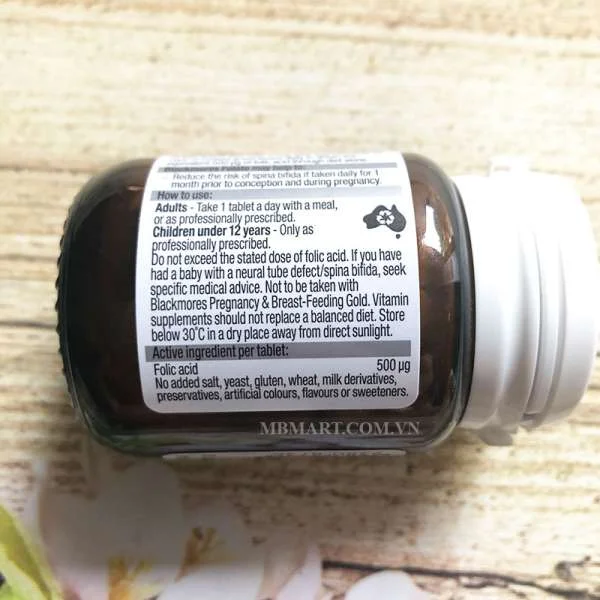 Blackmores Folate may help to:
Reduce the risk of spina bifida if taken daily for 1
month prior to conception and during pregnancy.
How to use:
Adults - Take 1 tablet a day with a meal,
or as professionally prescribed.
Children under 12 years - Only as
professionally prescribed.
Do not exceed the stated dose of folic acid. If you have
had a baby with a neural tube defect/spina bifida, seek
specific medical advice. Not to be taken with
Blackmores Pregnancy & Breast-Feeding Gold. Vitamin
supplements should not replace a balanced diet. Store
below 30°C in a dry place away from direct sunlight.
Active ingredient per tablet:
Folic acid 500 µg
No added salt, yeast, gluten, wheat, milk derivatives,
preservatives, artificial colours, flavours or sweeteners.
MBMART.COM.VN